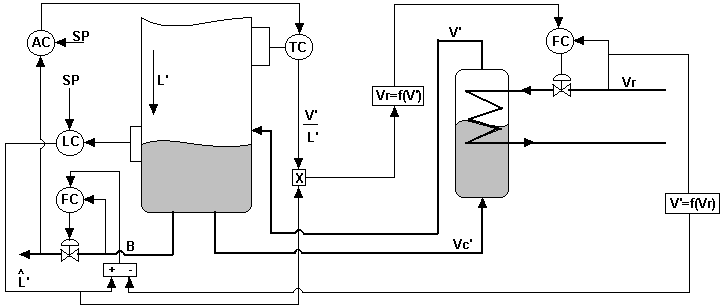 AC
SP
TC
V'
FC
SP
L'
Vr=f(V')
Vr
V'
L'
LC
X
FC
V'=f(Vr)
B
Vc'
^
L'
+ -